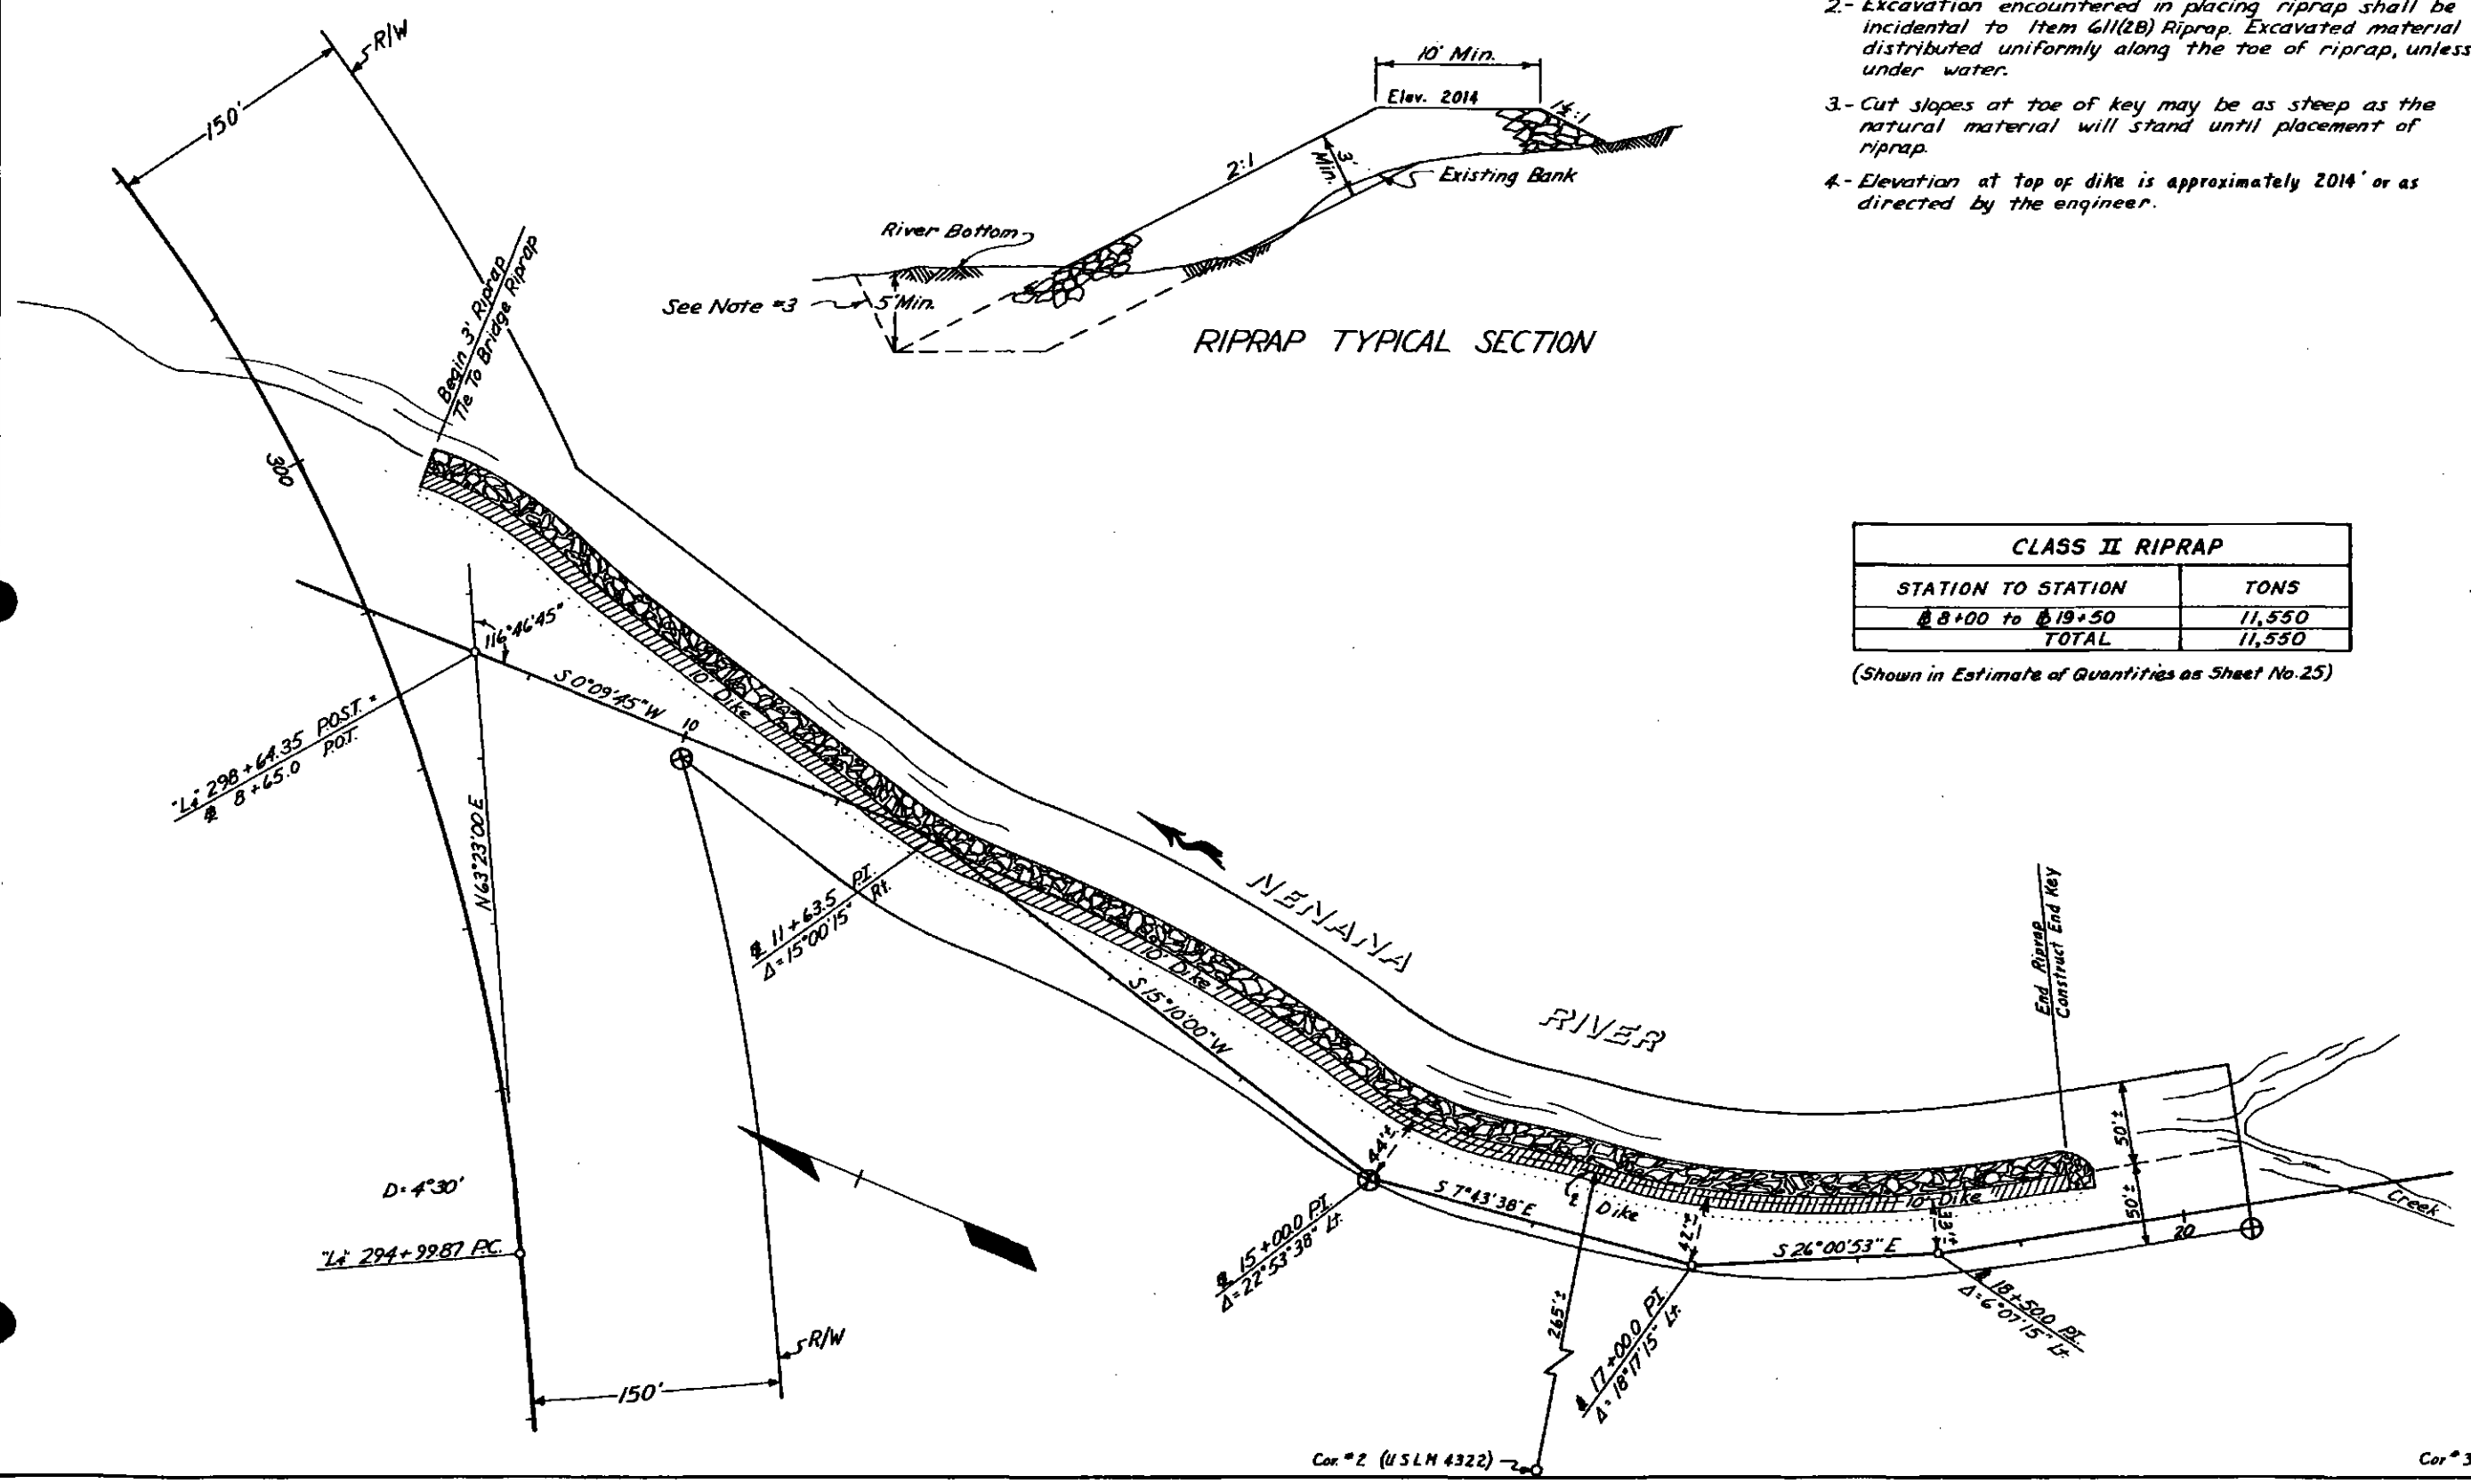 2.- Excavation encountered in placing riprap shall be
incidental to Item 611(2B) Riprap. Excavated material
distributed uniformly along the toe of riprap, unless
under water.
3.- Cut slopes at toe of key may be as steep as the
natural material will stand until placement of
riprap.
4.- Elevation at top of dike is approximately 2014' or as
directed by the engineer.
R/W
150'
10' Min.
Elev. 2014
1½:1
2:1
3'
Min.
Existing Bank
River Bottom
See Note #3
5' Min.
RIPRAP TYPICAL SECTION
Begin 3' Riprap
Tie To Bridge Riprap
300
CLASS II RIPRAP
STATION TO STATION
TONS
8+00 to 19+50
11,550
TOTAL
11,550
(Shown in Estimate of Quantities as Sheet No.25)
116°46'45"
S 0°09'45" W
10
10' Dike
"L4" 298+64.35 P.O.S.T. =
8+65.0 P.O.T.
N 63°23'00 E
11+63.5 P.I.
Δ=15°00'15" Rt.
NENANA
RIVER
10' Dike
S 15°10'00" W
End Riprap
Construct End Key
50'±
50'±
44'±
S 7°43'38" E
℄ Dike
10' Dike
33'±
42'±
S 26°00'53" E
20
Creek
D=4°30'
"L4" 294+99.87 P.C.
15+00.0 P.I.
Δ=22°53'38" Lt.
265'±
17+00.0 P.I.
Δ=18°17'15" Lt.
18+50.0 P.I.
Δ=6°07'15" Lt.
R/W
150'
Cor. #2 (USLM 4322)
Cor #3